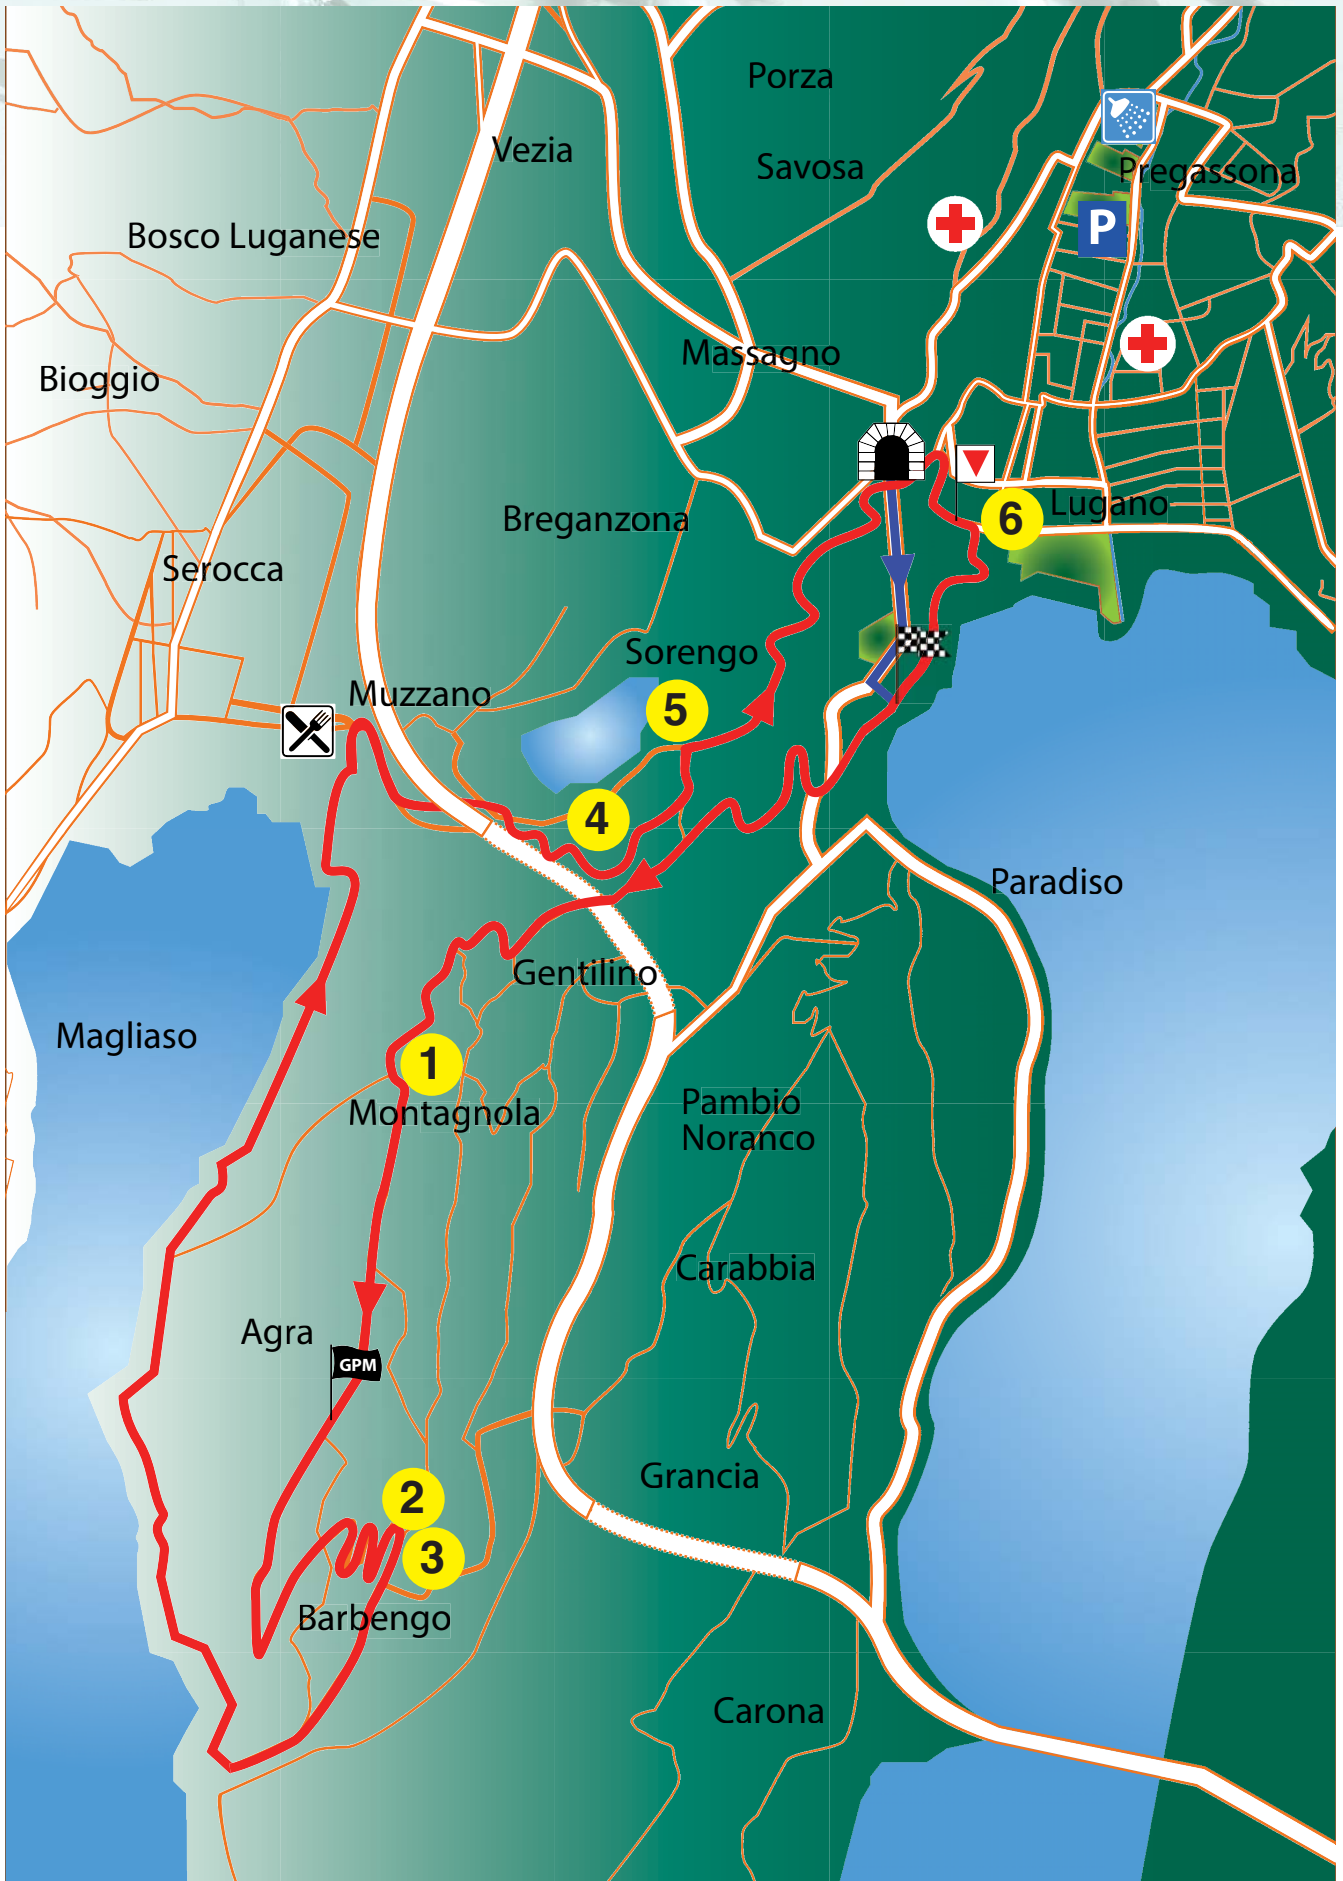 Porza
Vezia
Savosa
Pregassona
P
Bosco Luganese
Massagno
Bioggio
Breganzona
Lugano
6
Serocca
Sorengo
Muzzano
5
4
Paradiso
Gentilino
Magliaso
1
Montagnola
Pambio
Noranco
Carabbia
Agra
GPM
Grancia
2
3
Barbengo
Carona